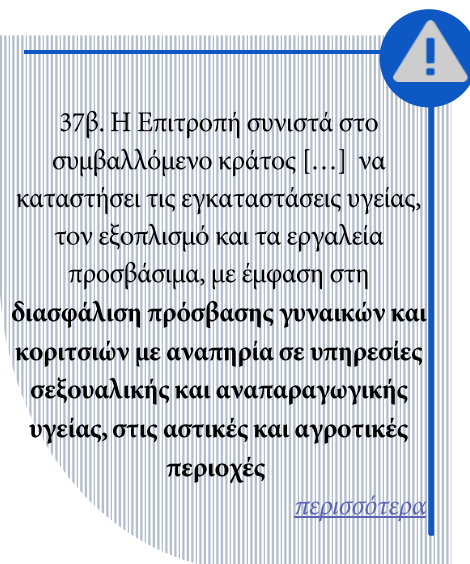 37β. Η Επιτροπή συνιστά στο
συμβαλλόμενο κράτος [...] να
καταστήσει τις εγκαταστάσεις υγείας,
τον εξοπλισμό και τα εργαλεία
προσβάσιμα, με έμφαση στη
διασφάλιση πρόσβασης γυναικών και
κοριτσιών με αναπηρία σε υπηρεσίες
σεξουαλικής και αναπαραγωγικής
υγείας, στις αστικές και αγροτικές
περιοχές
περισσότερα